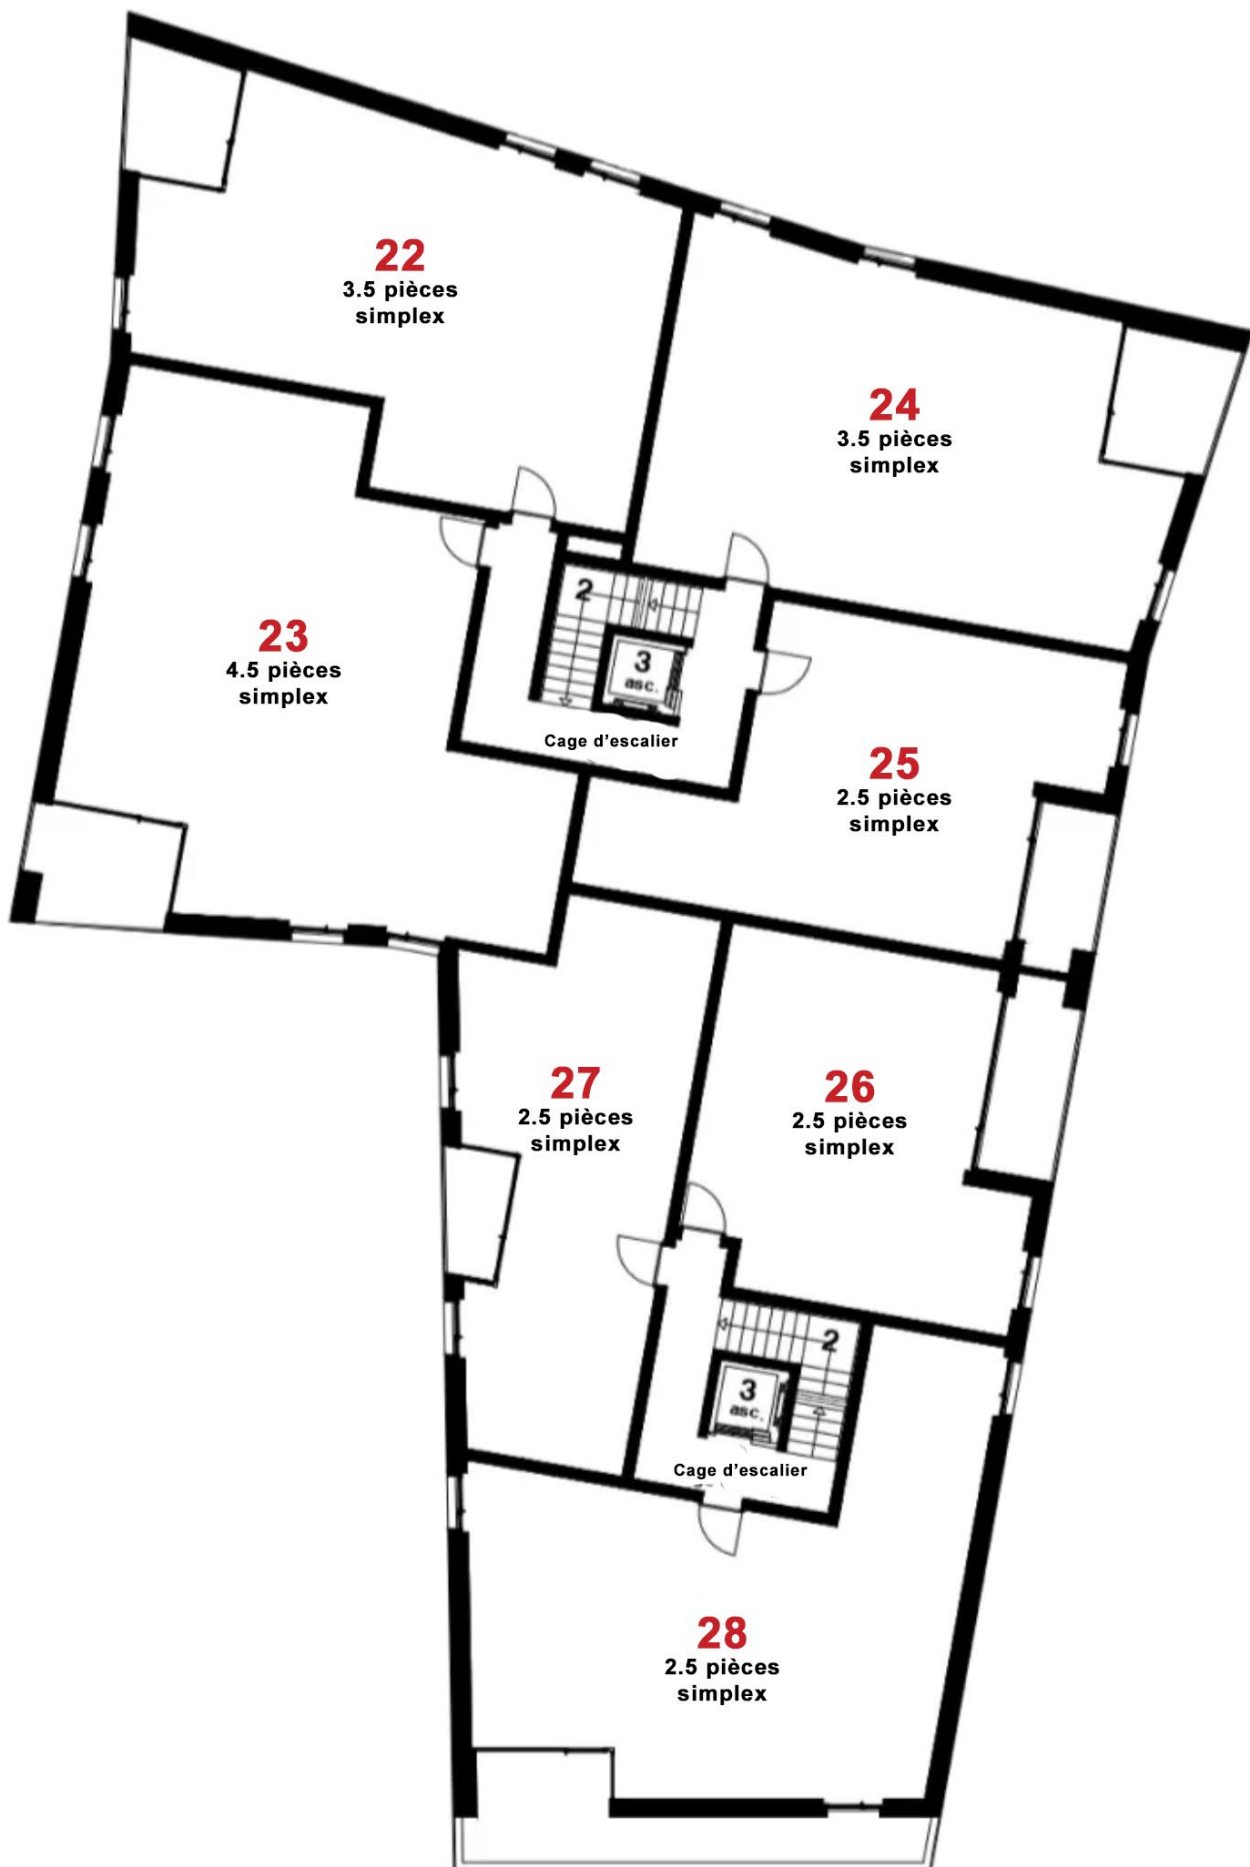 22
3.5 pièces
simplex
24
3.5 pièces
simplex
2
3
asc.
23
4.5 pièces
simplex
Cage d'escalier
25
2.5 pièces
simplex
27
2.5 pièces
simplex
26
2.5 pièces
simplex
2
3
asc.
Cage d'escalier
28
2.5 pièces
simplex